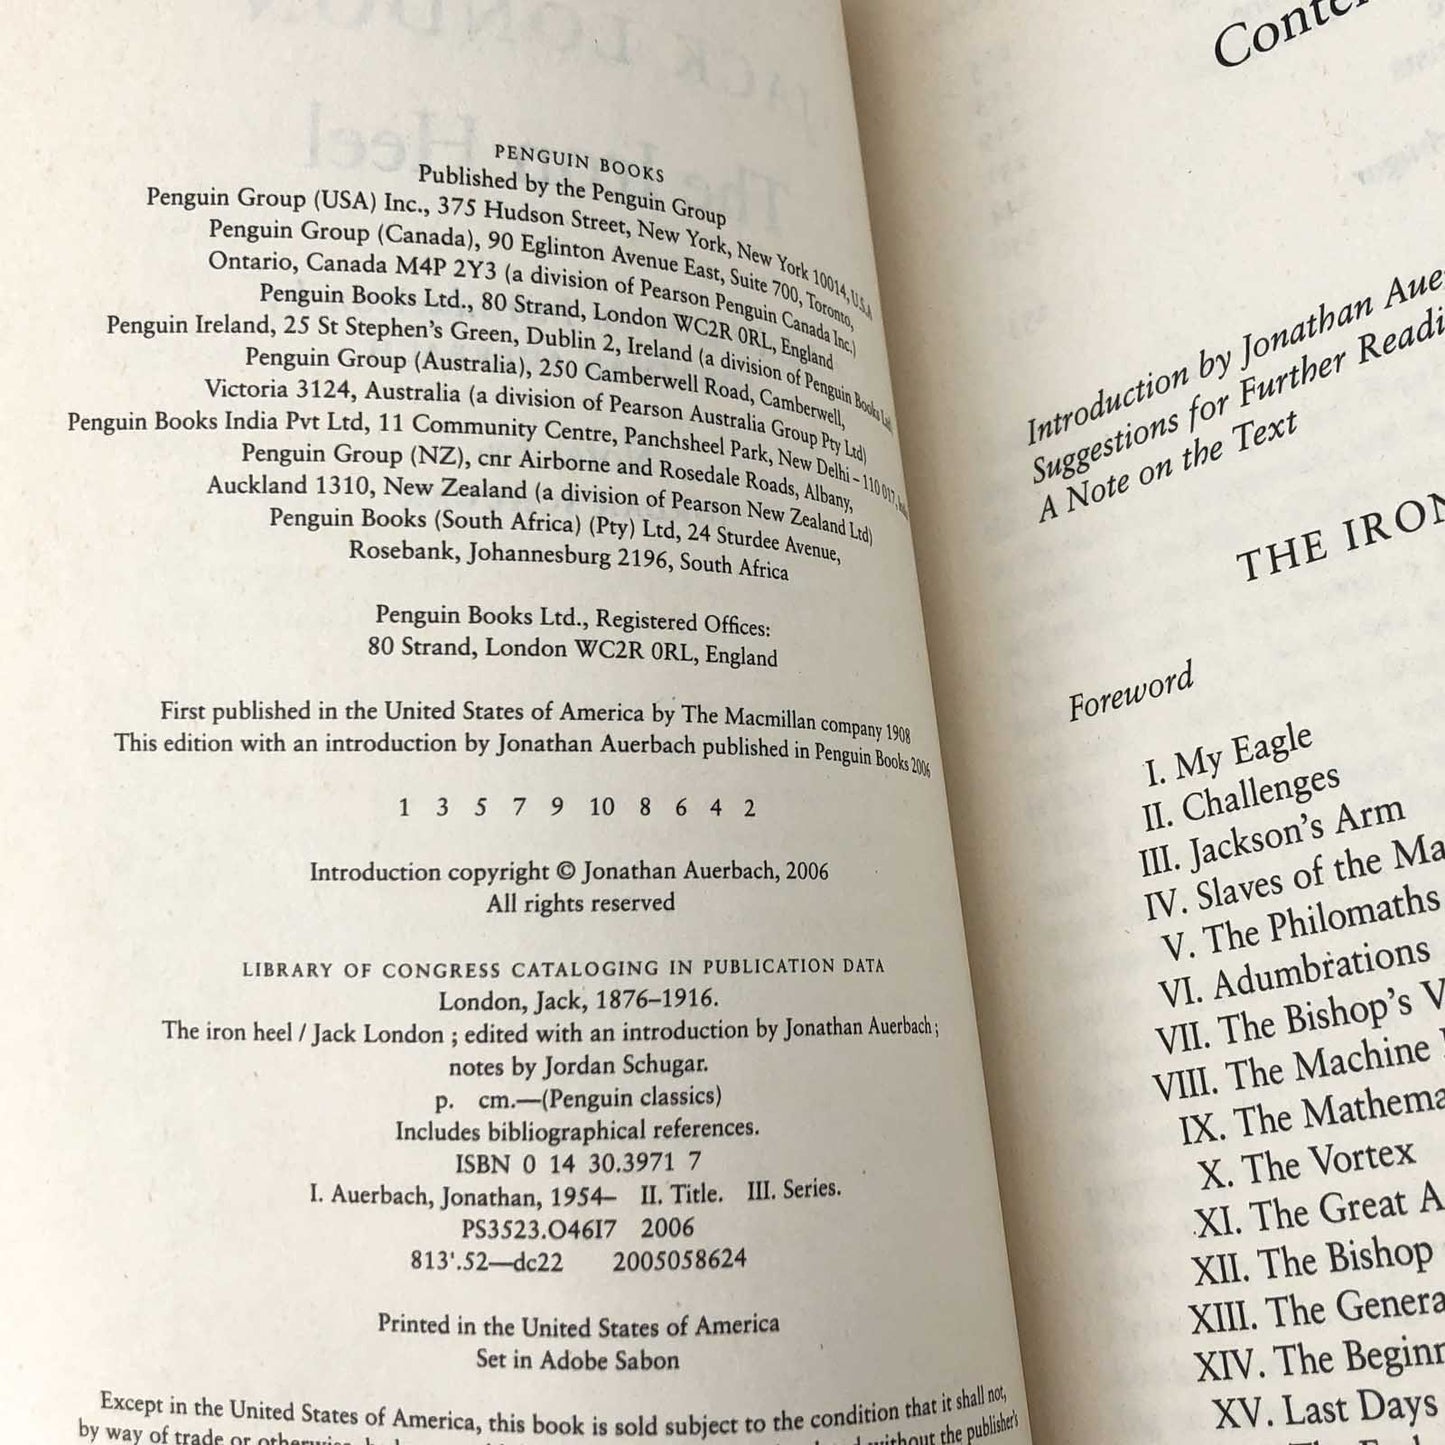 PENGUIN BOOKS
Published by the Penguin Group
Penguin Group (USA) Inc., 375 Hudson Street, New York, New York 10014, U.S.A
Penguin Group (Canada), 90 Eglinton Avenue East, Suite 700, Toronto,
Ontario, Canada M4P 2Y3 (a division of Pearson Penguin Canada Inc.)
Penguin Books Ltd., 80 Strand, London WC2R 0RL, England
Penguin Ireland, 25 St Stephen's Green, Dublin 2, Ireland (a division of Penguin Books Ltd)
Penguin Group (Australia), 250 Camberwell Road, Camberwell,
Victoria 3124, Australia (a division of Pearson Australia Group Pty Ltd)
Penguin Books India Pvt Ltd, 11 Community Centre, Panchsheel Park, New Delhi – 110 017,
Penguin Group (NZ), cnr Airborne and Rosedale Roads, Albany,
Auckland 1310, New Zealand (a division of Pearson New Zealand Ltd)
Penguin Books (South Africa) (Pty) Ltd, 24 Sturdee Avenue,
Rosebank, Johannesburg 2196, South Africa
Penguin Books Ltd., Registered Offices:
80 Strand, London WC2R 0RL, England
First published in the United States of America by The Macmillan company 1908
This edition with an introduction by Jonathan Auerbach published in Penguin Books 2006
1 3 5 7 9 10 8 6 4 2
Introduction copyright © Jonathan Auerbach, 2006
All rights reserved
LIBRARY OF CONGRESS CATALOGING IN PUBLICATION DATA
London, Jack, 1876–1916.
The iron heel / Jack London ; edited with an introduction by Jonathan Auerbach ;
notes by Jordan Schugar.
p. cm.—(Penguin classics)
Includes bibliographical references.
ISBN 0 14 30.3971 7
I. Auerbach, Jonathan, 1954– II. Title. III. Series.
PS3523.O46I7 2006
813'.52—dc22 2005058624
Printed in the United States of America
Set in Adobe Sabon
Except in the United States of America, this book is sold subject to the condition that it shall not,
by way of trade or without the publisher's
Conte
Introduction by Jonathan Aue
Suggestions for Further Readi
A Note on the Text
THE IRON
Foreword
I. My Eagle
II. Challenges
III. Jackson's Arm
IV. Slaves of the Ma
V. The Philomaths
VI. Adumbrations
VII. The Bishop's V
VIII. The Machine
IX. The Mathema
X. The Vortex
XI. The Great A
XII. The Bishop
XIII. The Genera
XIV. The Beginn
XV. Last Days